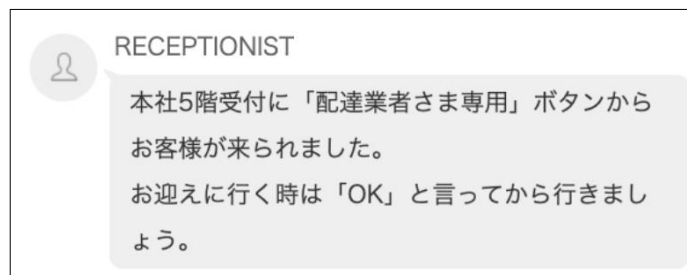 RECEPTIONIST
本社5階受付に「配達業者さま専用」ボタンから
お客様が来られました。
お迎えに行く時は「OK」と言ってから行きまし
ょう。